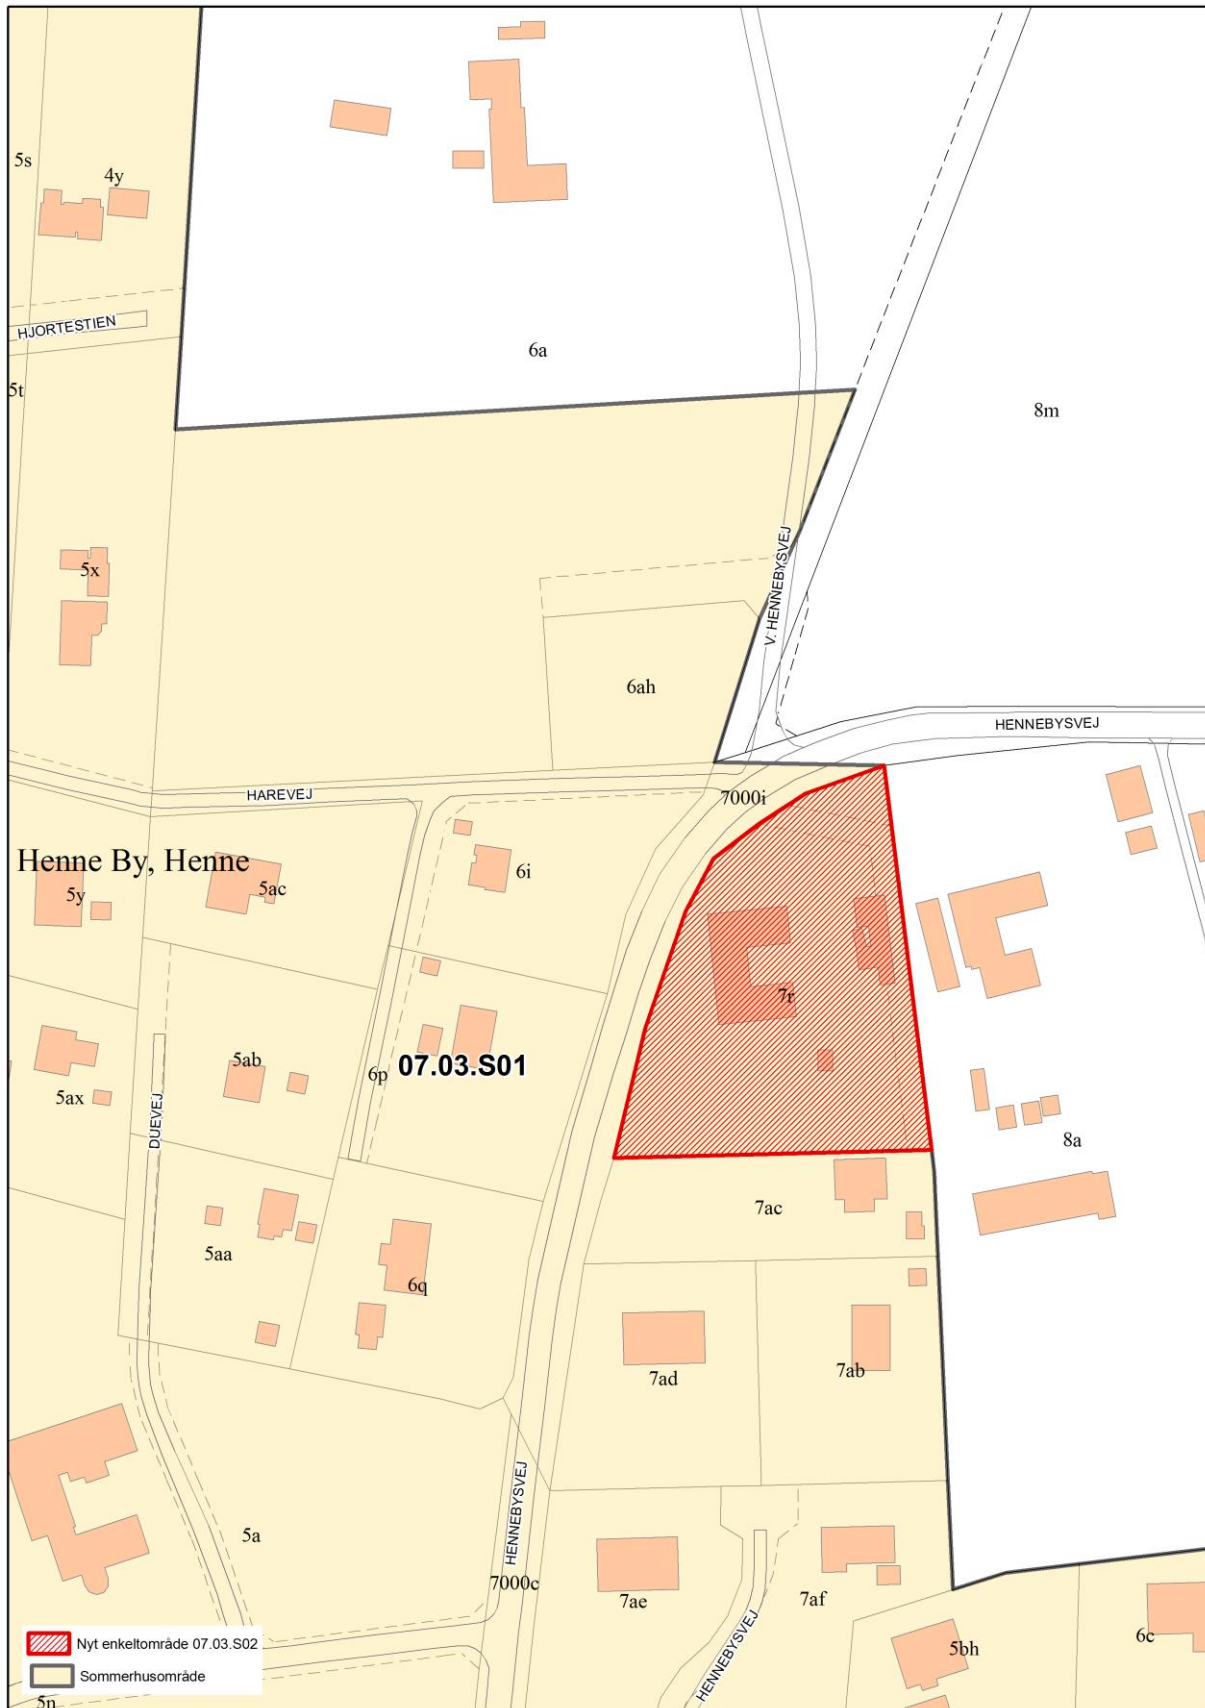 5s
4y
HJORTESTIEN
6a
5t
8m
5x
V. HENNEBYSVEJ
6ah
HENNEBYSVEJ
HAREVEJ
7000i
Henne By, Henne
6i
5y
5ac
7r
07.03.S01
5ab
6p
5ax
DUEVEJ
8a
7ac
5aa
6q
7ad
7ab
HENNEBYSVEJ
5a
7000c
7ae
7af
HENNEBYSVEJ
5bh
6c
Nyt enkeltområde 07.03.S02
Sommerhusområde
5n